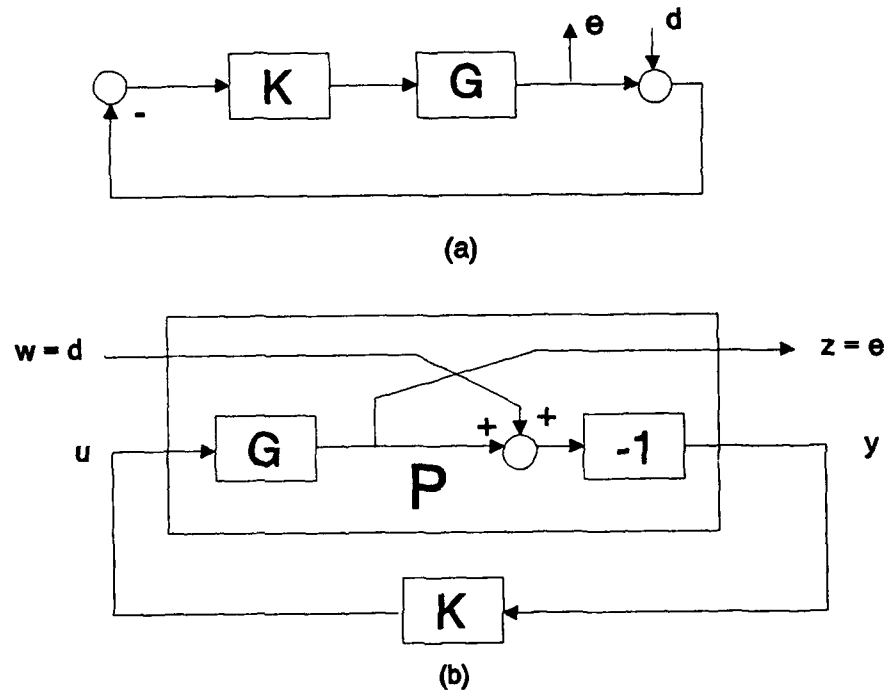 e d
K G
-
(a)
w = d z = e
+ +
u G -1 y
P
K
(b)